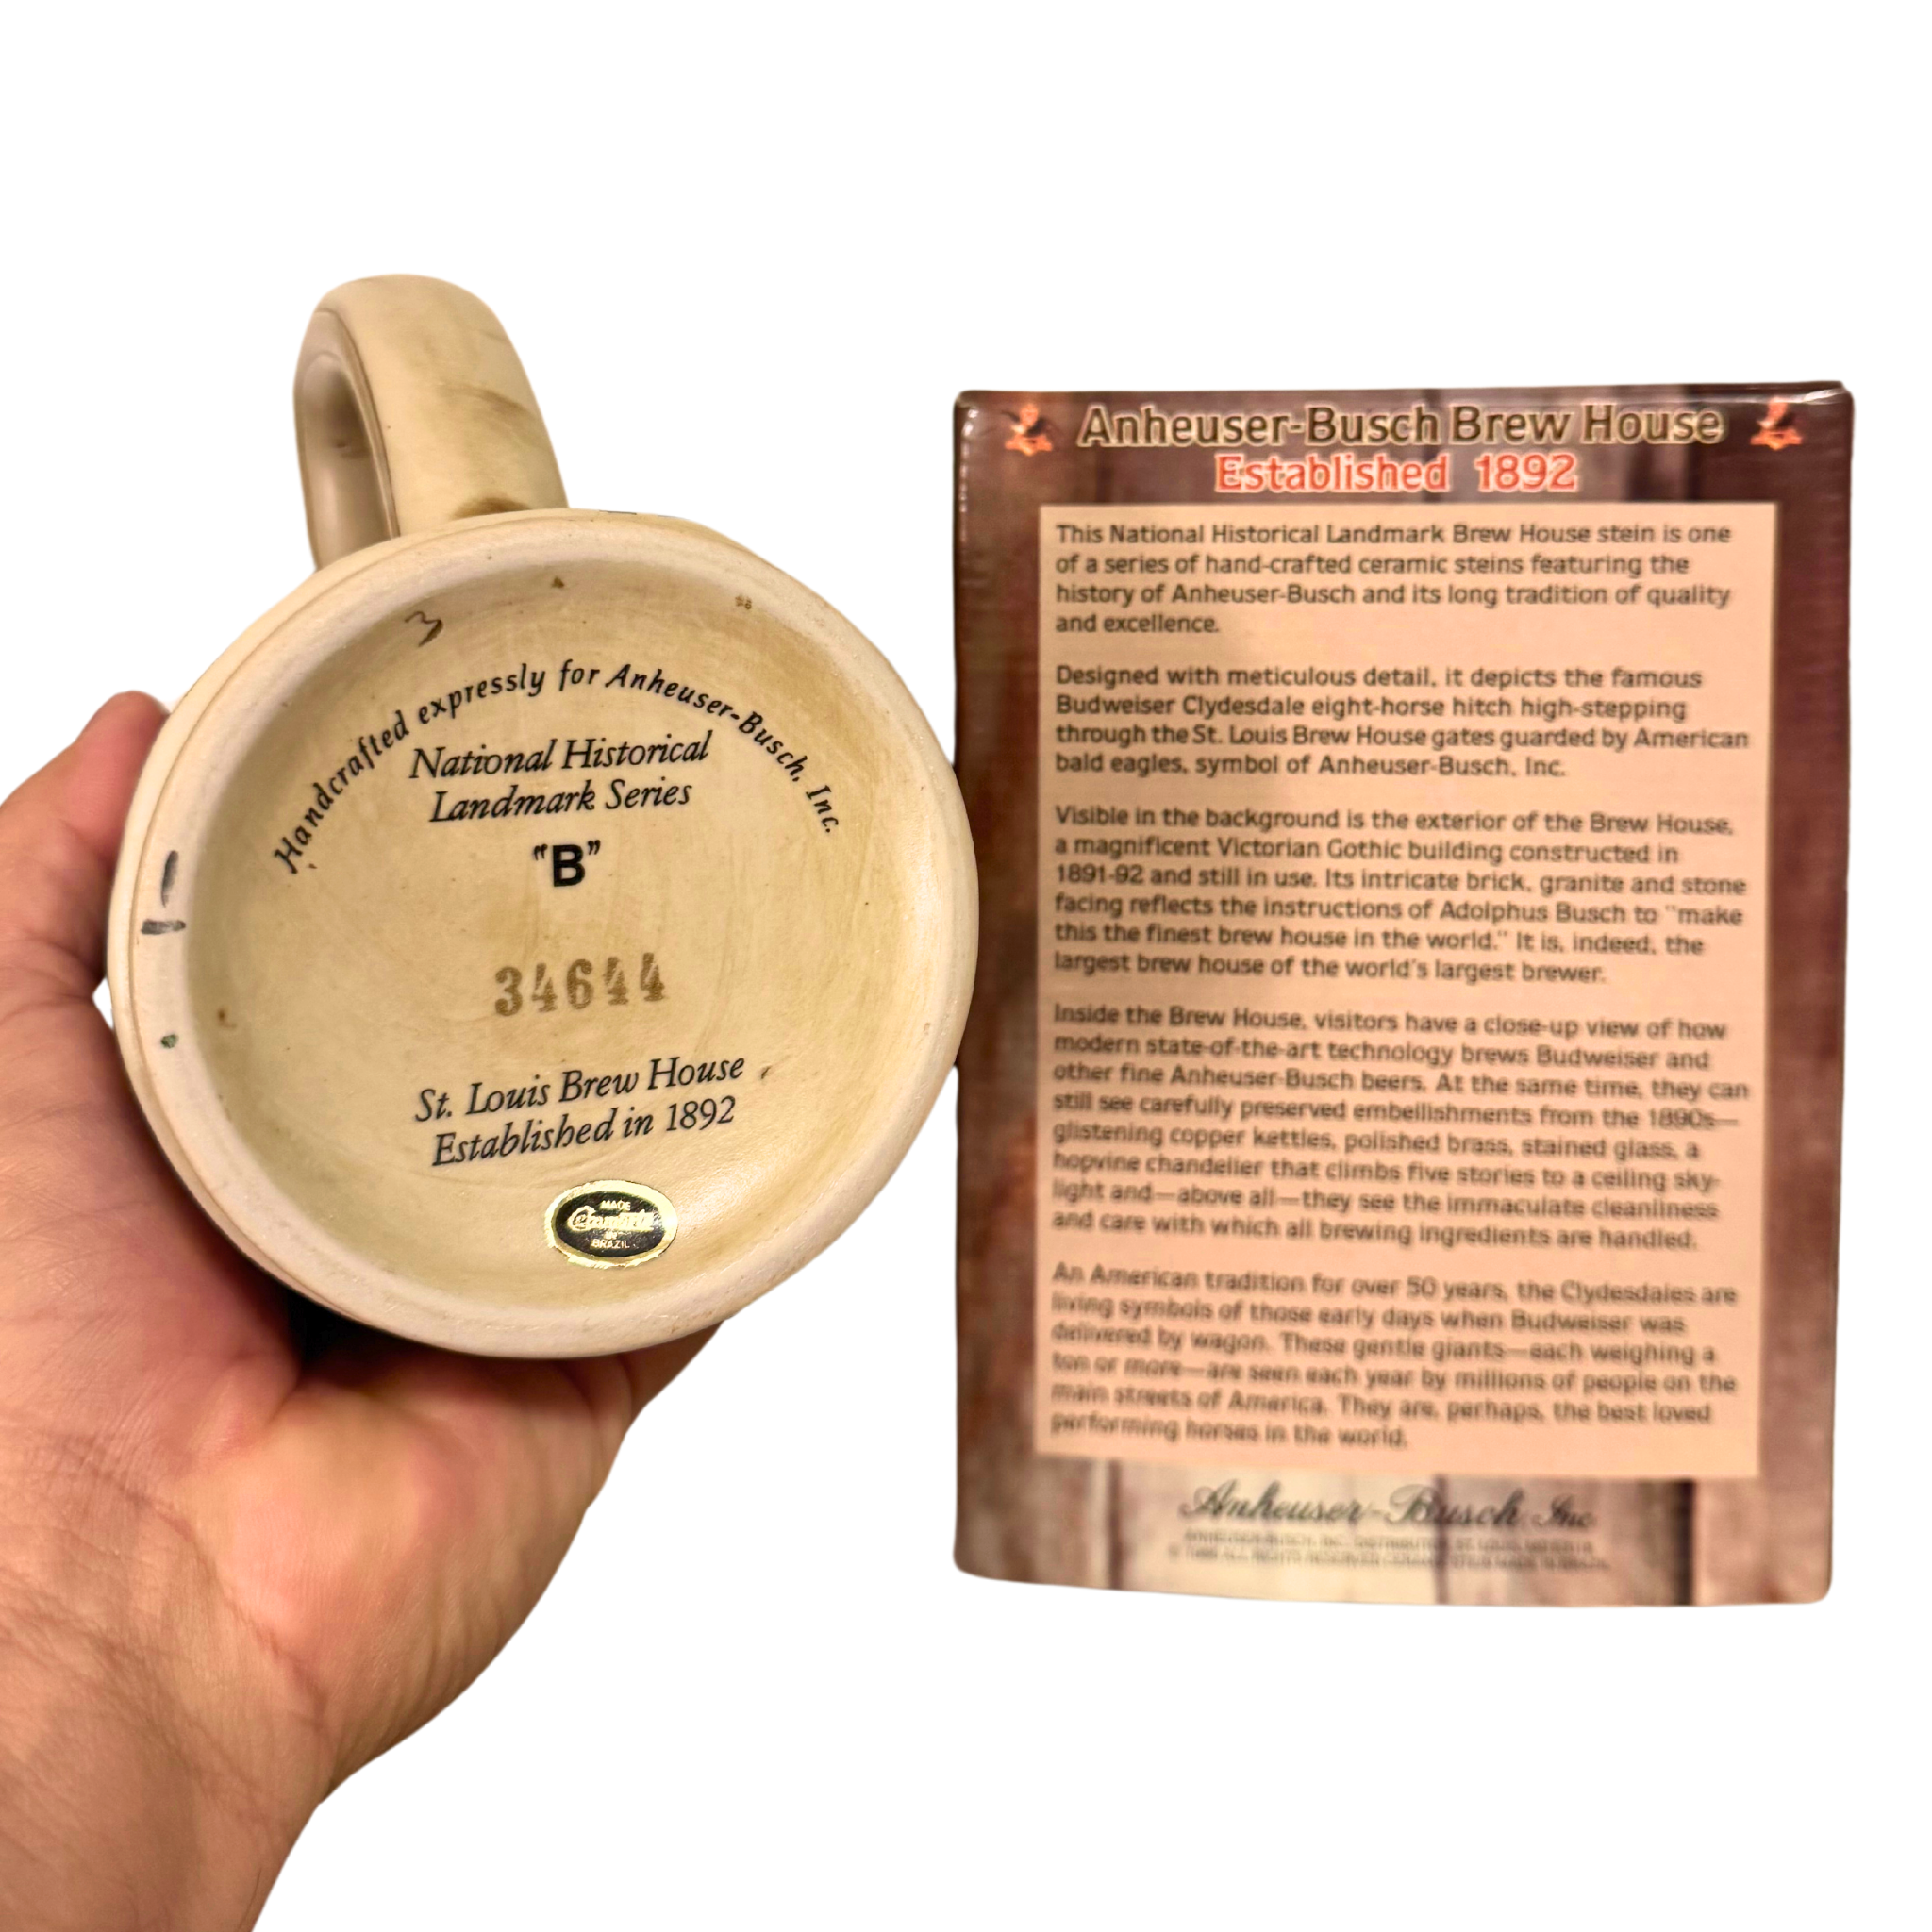 3
Handcrafted expressly for Anheuser-Busch, Inc.
National Historical
Landmark Series
"B"
34644
St. Louis Brew House
Established in 1892
MADE
IN
BRAZIL
Anheuser-Busch Brew House
Established 1892
This National Historical Landmark Brew House stein is one
of a series of hand-crafted ceramic steins featuring the
history of Anheuser-Busch and its long tradition of quality
and excellence.
Designed with meticulous detail, it depicts the famous
Budweiser Clydesdale eight-horse hitch high-stepping
through the St. Louis Brew House gates guarded by American
bald eagles, symbol of Anheuser-Busch, Inc.
Visible in the background is the exterior of the Brew House,
a magnificent Victorian Gothic building constructed in
1891-92 and still in use. Its intricate brick, granite and stone
facing reflects the instructions of Adolphus Busch to "make
this the finest brew house in the world." It is, indeed, the
largest brew house of the world's largest brewer.
Inside the Brew House, visitors have a close-up view of how
modern state-of-the-art technology brews Budweiser and
other fine Anheuser-Busch beers. At the same time, they can
still see carefully preserved embellishments from the 1890s—
glistening copper kettles, polished brass, stained glass, a
hopvine chandelier that climbs five stories to a ceiling sky-
light and—above all—they see the immaculate cleanliness
and care with which all brewing ingredients are handled.
An American tradition for over 50 years, the Clydesdales are
living symbols of those early days when Budweiser was
delivered by wagon. These gentle giants—each weighing a
ton or more—are seen each year by millions of people on the
main streets of America. They are, perhaps, the best loved
performing horses in the world.
Anheuser-Busch Inc